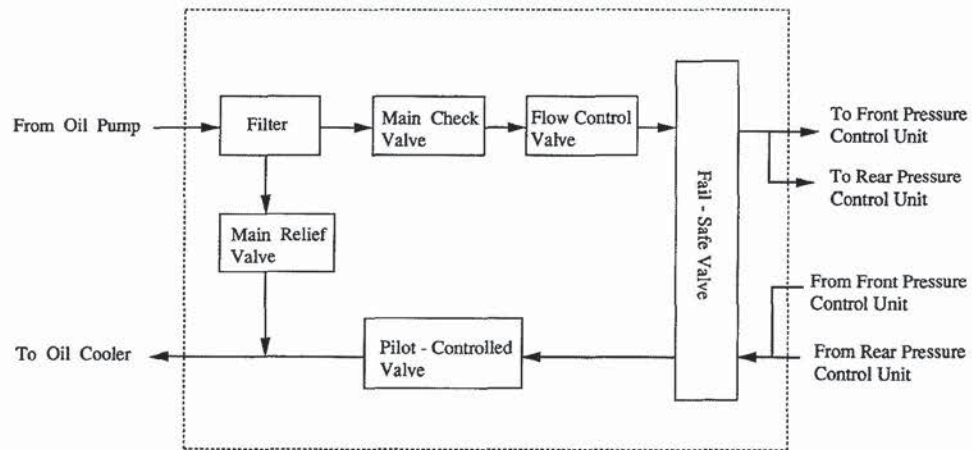 From Oil Pump
Filter
Main Check
Valve
Flow Control
Valve
Fail - Safe Valve
To Front Pressure
Control Unit
To Rear Pressure
Control Unit
Main Relief
Valve
From Front Pressure
Control Unit
To Oil Cooler
Pilot - Controlled
Valve
From Rear Pressure
Control Unit